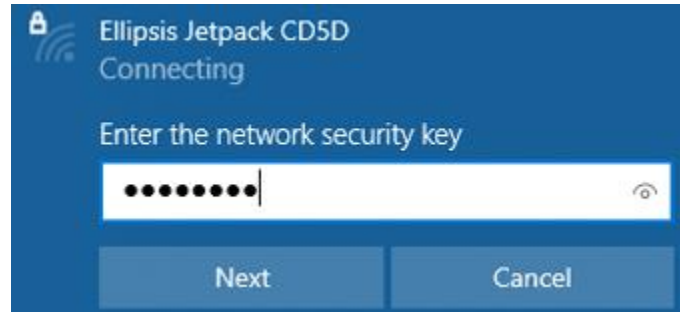 Ellipsis Jetpack CD5D
Connecting
Enter the network security key
••••••••
Next
Cancel